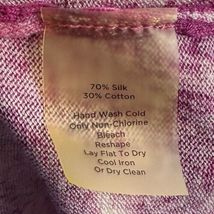 70% Silk
30% Cotton
Hand Wash Cold
Only Non-Chlorine
Bleach
Reshape
Lay Flat To Dry
Cool Iron
Or Dry Clean